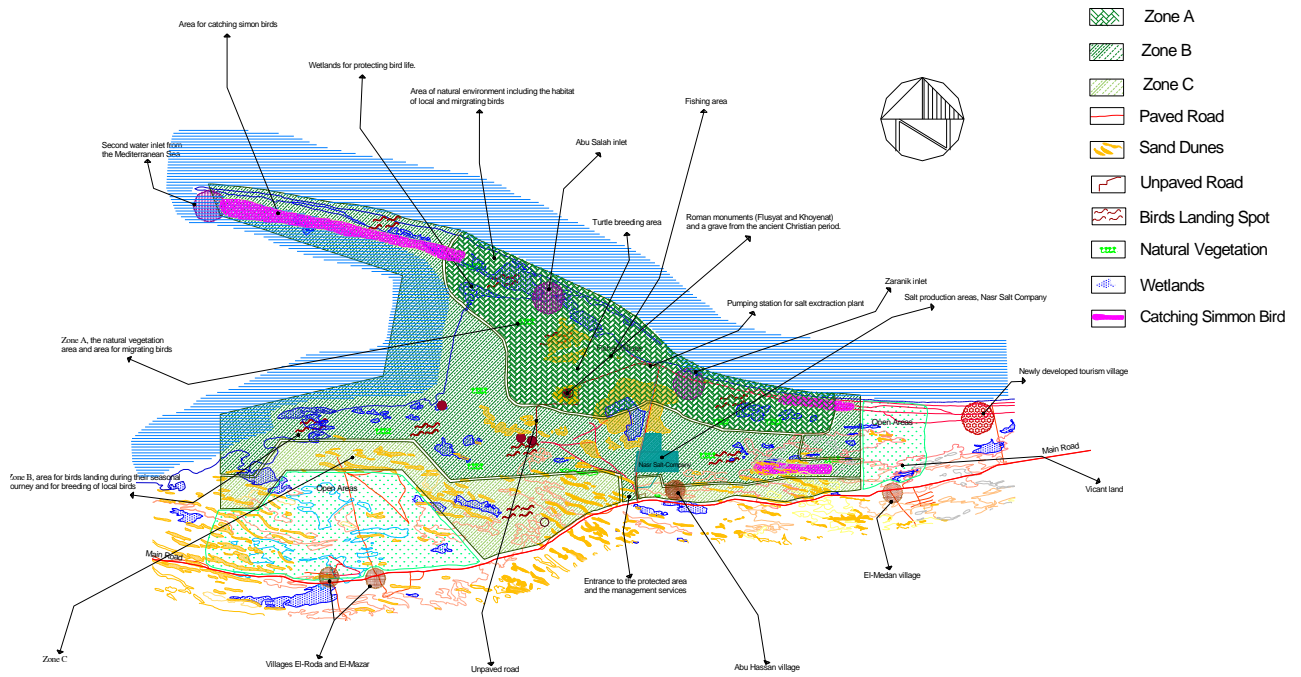 Area for catching simon birds
Wetlands for protecting bird life.
Area of natural environment including the habitat
of local and mirgrating birds
Fishing area
Second water inlet from
the Mediterranean Sea
Abu Salah inlet
Turtle breeding area
Roman monuments (Flusyat and Khoyenat)
and a grave from the ancient Christian period.
Zaranik inlet
Pumping station for salt exctraction plant
Salt production areas, Nasr Salt Company
Zone A, the natural vegetation
area and area for migrating birds
Newly developed tourism village
Open Areas
Main Road
Nasr Salt Company
Zone B, area for birds landing during their seasonal
ourney and for breeding of local birds
Open Areas
Vicant land
Main Road
El-Medan village
Entrance to the protected area
and the management services
Zone C
Villages El-Roda and El-Mazar
Unpaved road
Abu Hassan village
Zone A
Zone B
Zone C
Paved Road
Sand Dunes
Unpaved Road
Birds Landing Spot
Natural Vegetation
Wetlands
Catching Simmon Bird